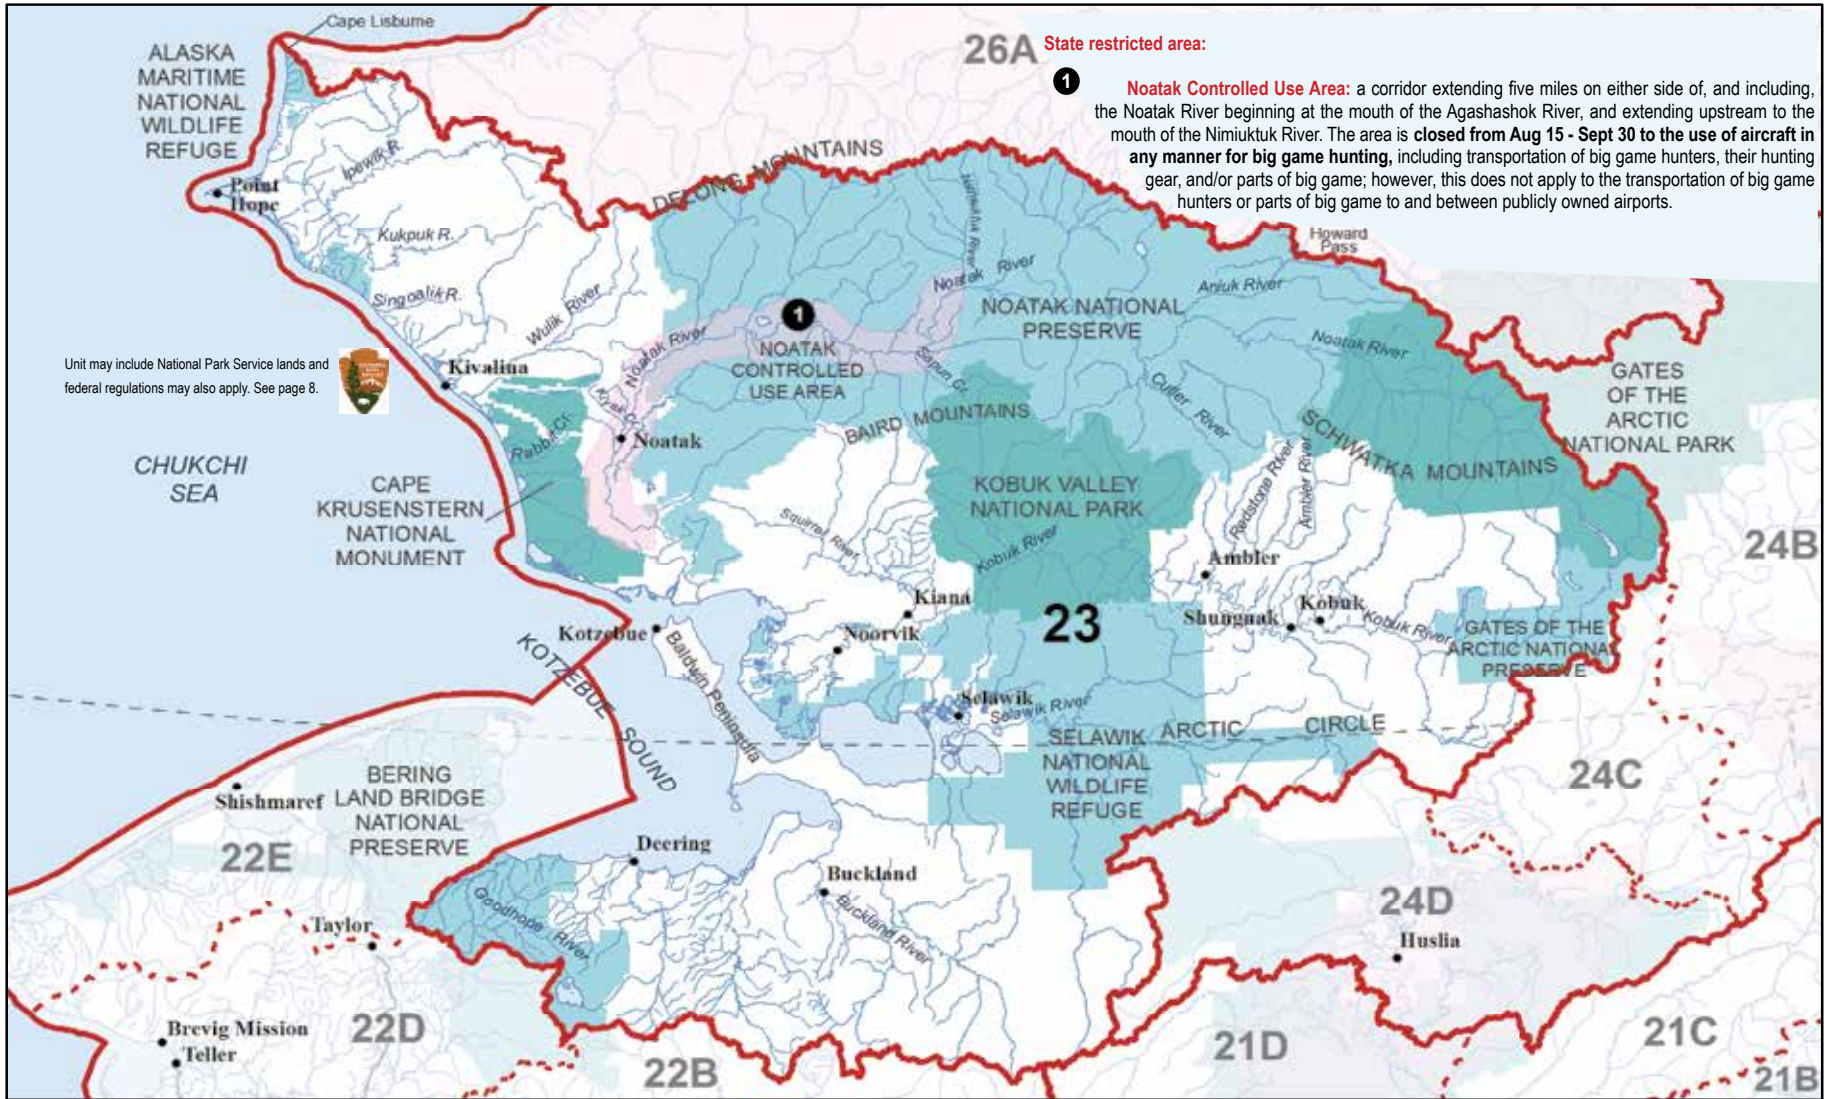 Cape Lisburne
ALASKA
MARITIME
NATIONAL
WILDLIFE
REFUGE
26A
State restricted area:
1
Noatak Controlled Use Area: a corridor extending five miles on either side of, and including,
the Noatak River beginning at the mouth of the Agashashok River, and extending upstream to the
mouth of the Nimiuktuk River. The area is closed from Aug 15 - Sept 30 to the use of aircraft in
any manner for big game hunting, including transportation of big game hunters, their hunting
gear, and/or parts of big game; however, this does not apply to the transportation of big game
hunters or parts of big game to and between publicly owned airports.
Ipewik R.
DELONG MOUNTAINS
Point
Hope
Nimiuktuk River
Howard
Pass
Kukpuk R.
Noatak River
Aniuk River
Singoalik R.
Wulik River
1
NOATAK NATIONAL
PRESERVE
Noatak River
Noatak River
NOATAK
CONTROLLED
USE AREA
Sapun Cr.
Unit may include National Park Service lands and
federal regulations may also apply. See page 8.
Kivalina
Kiyak Cr.
Cutler River
GATES
OF THE
ARCTIC
NATIONAL PARK
Rabbit Cr.
Noatak
BAIRD MOUNTAINS
SCHWATKA MOUNTAINS
CHUKCHI
SEA
CAPE
KRUSENSTERN
NATIONAL
MONUMENT
KOBUK VALLEY
NATIONAL PARK
Redstone River
Ambler River
Squirrel River
Kobuk River
24B
Ambler
Kiana
23
Kobuk
Shungnak
Kobuk River
Kotzebue
Noorvik
GATES OF THE
ARCTIC NATIONAL
PRESERVE
KOTZEBUE SOUND
Baldwin Peninsula
Selawik
Selawik River
ARCTIC CIRCLE
SELAWIK
NATIONAL
WILDLIFE
REFUGE
24C
BERING
LAND BRIDGE
NATIONAL
PRESERVE
Shishmaref
22E
Deering
Buckland
Buckland River
24D
Goodhope River
Taylor
Huslia
Brevig Mission
Teller
22D
22B
21D
21C
21B